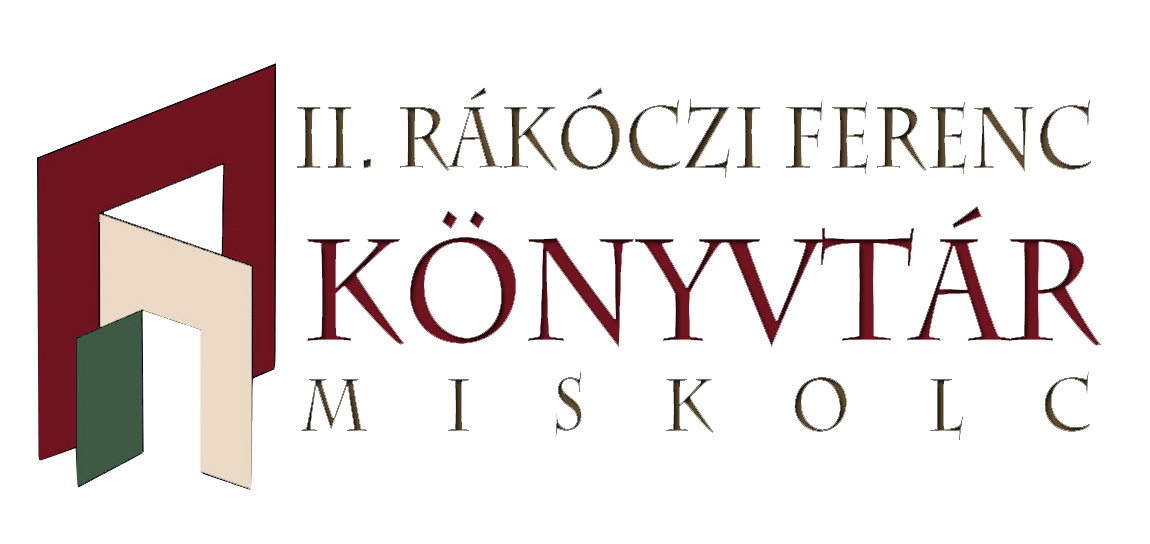 II. RÁKÓCZI FERENC
KÖNYVTÁR
MISKOLC